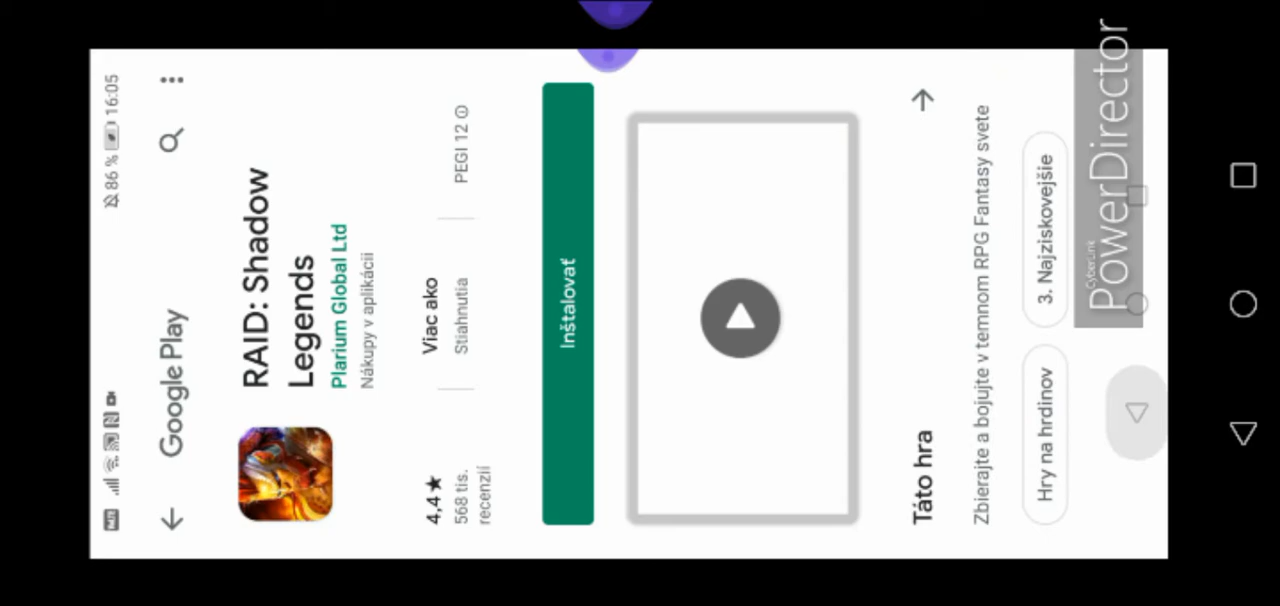 86 % 16:05
Google Play
RAID: Shadow
Legends
Plarium Global Ltd
Nákupy v aplikácii
4,4★
568 tis.
recenzií
Viac ako
Stiahnutia
PEGI 12
Inštalovať
Táto hra
Zbierajte a bojujte v temnom RPG Fantasy svete
Hry na hrdinov
3. Najziskovejšie
CyberLink
PowerDirector